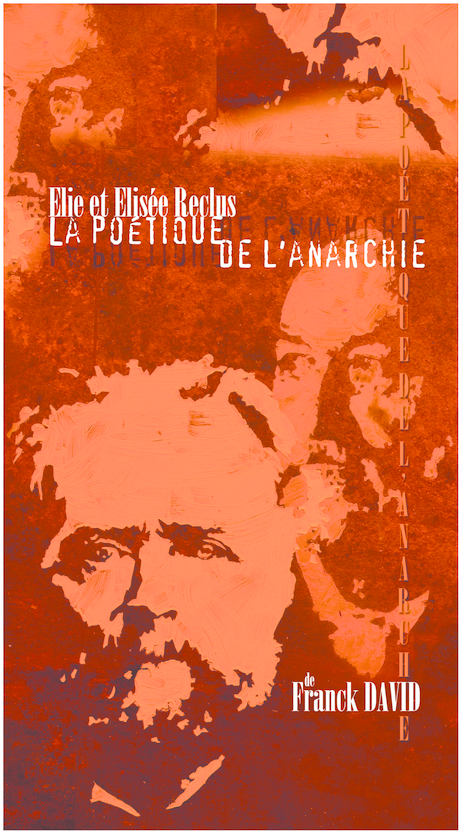 Elie et Elisée Reclus
LA POÉTIQUE
DE L'ANARCHIE
LA POÉTIQUE DE L'ANARCHIE
de
Franck DAVID